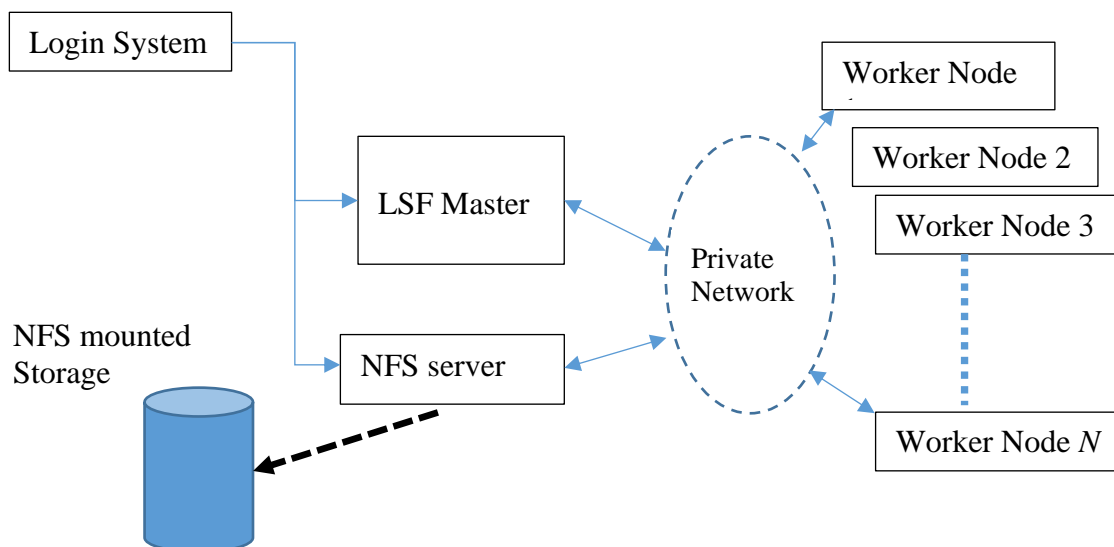 Login System
Worker Node
Worker Node 2
LSF Master
Worker Node 3
Private
Network
NFS mounted
Storage
NFS server
Worker Node N